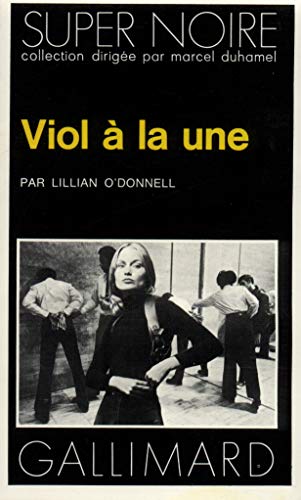 SUPER NOIRE
collection dirigée par marcel duhamel
Viol à la une
PAR LILLIAN O'DONNELL
GALLIMARD